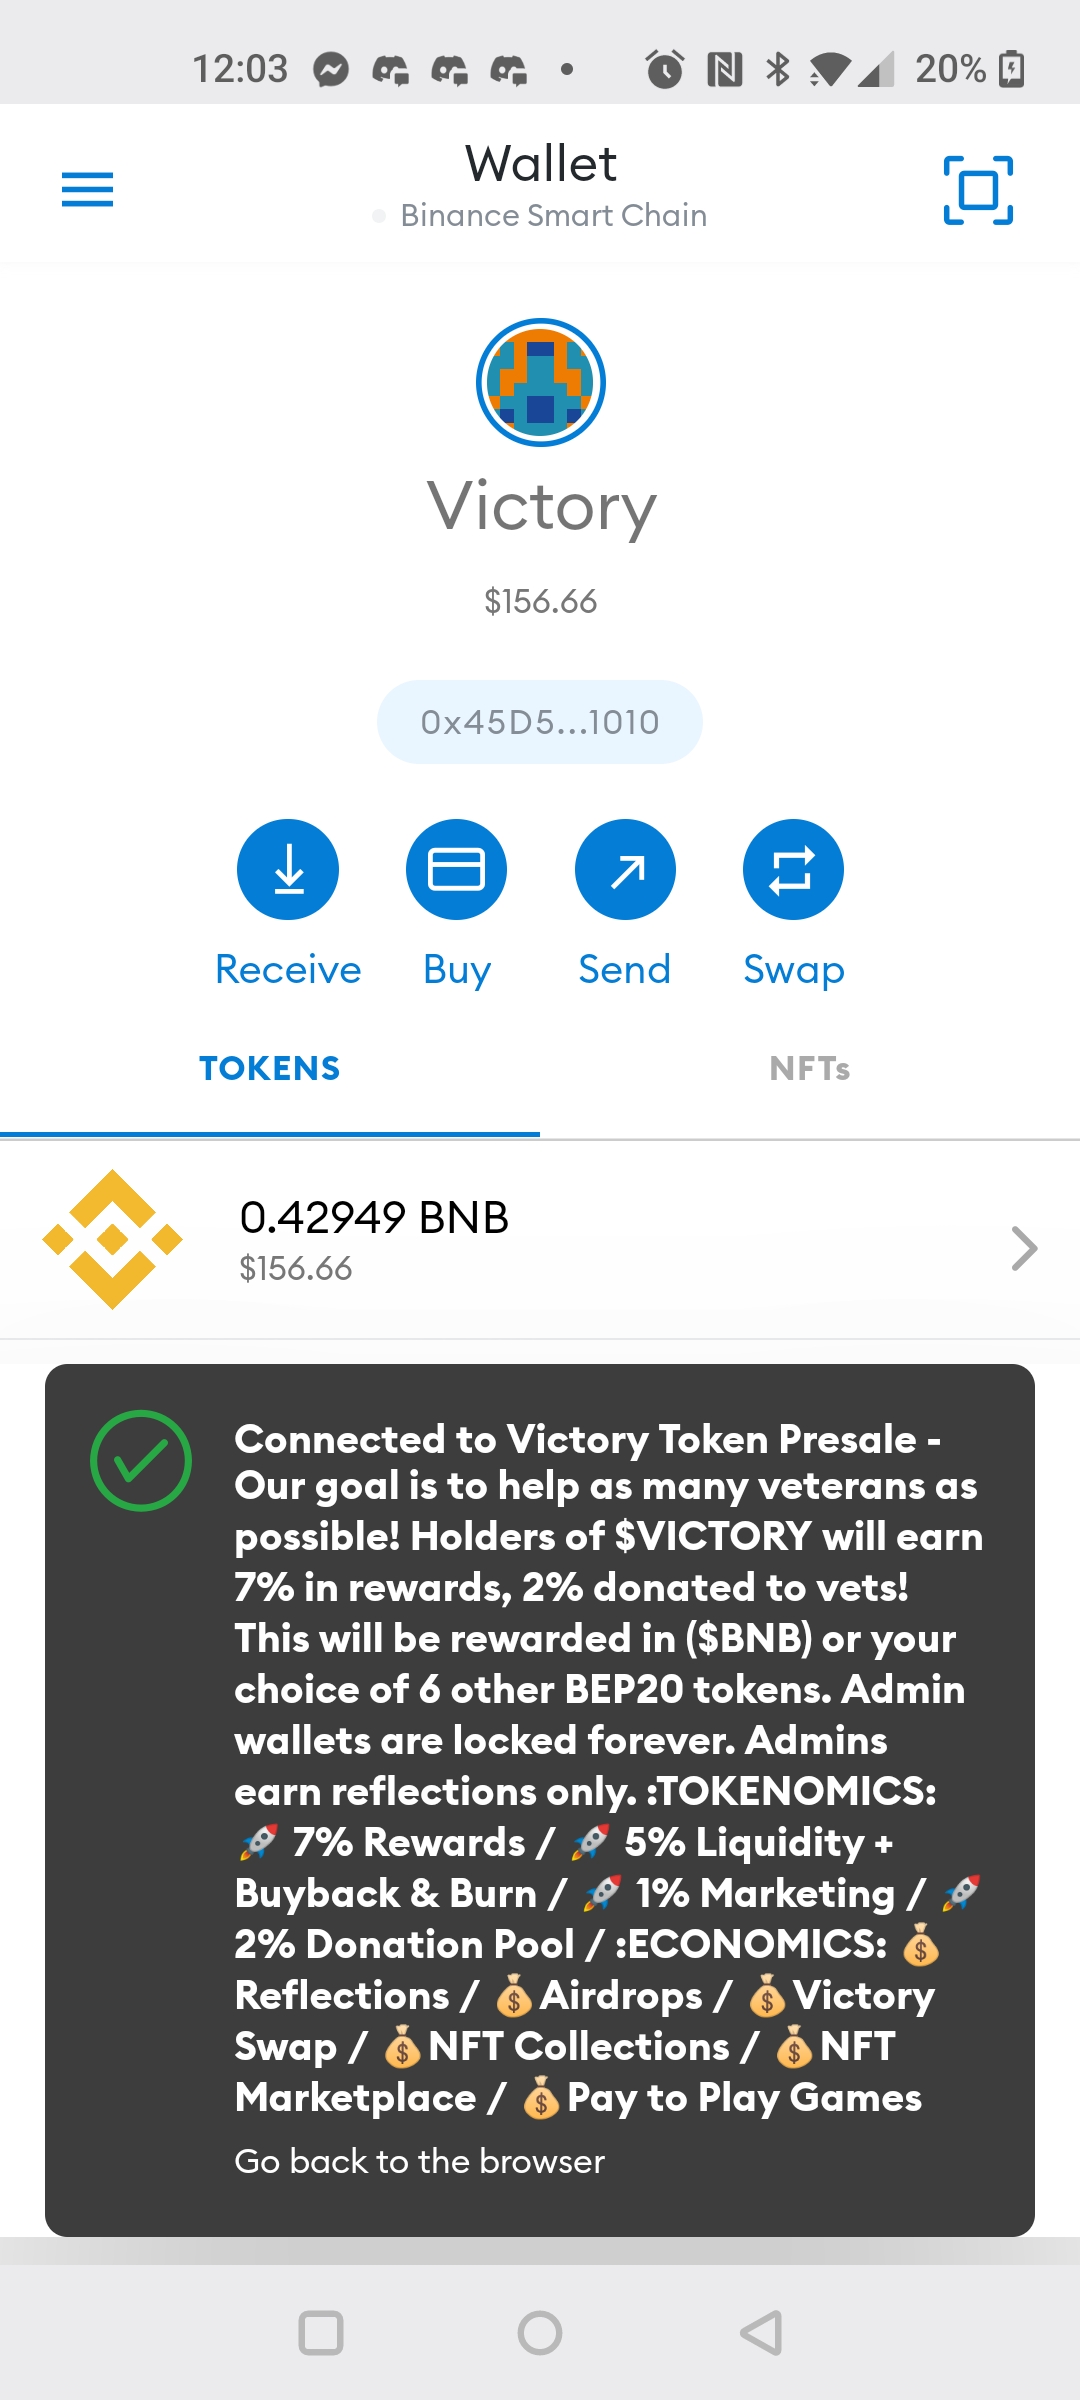 12:03 20%
Wallet
Binance Smart Chain
Victory
$156.66
0x45D5...1010
Receive Buy Send Swap
TOKENS NFTs
0.42949 BNB
$156.66
Connected to Victory Token Presale -
Our goal is to help as many veterans as
possible! Holders of $VICTORY will earn
7% in rewards, 2% donated to vets!
This will be rewarded in ($BNB) or your
choice of 6 other BEP20 tokens. Admin
wallets are locked forever. Admins
earn reflections only. :TOKENOMICS:
🚀 7% Rewards / 🚀 5% Liquidity +
Buyback & Burn / 🚀 1% Marketing / 🚀
2% Donation Pool / :ECONOMICS: 💰
Reflections / 💰Airdrops / 💰Victory
Swap / 💰NFT Collections / 💰NFT
Marketplace / 💰Pay to Play Games
Go back to the browser